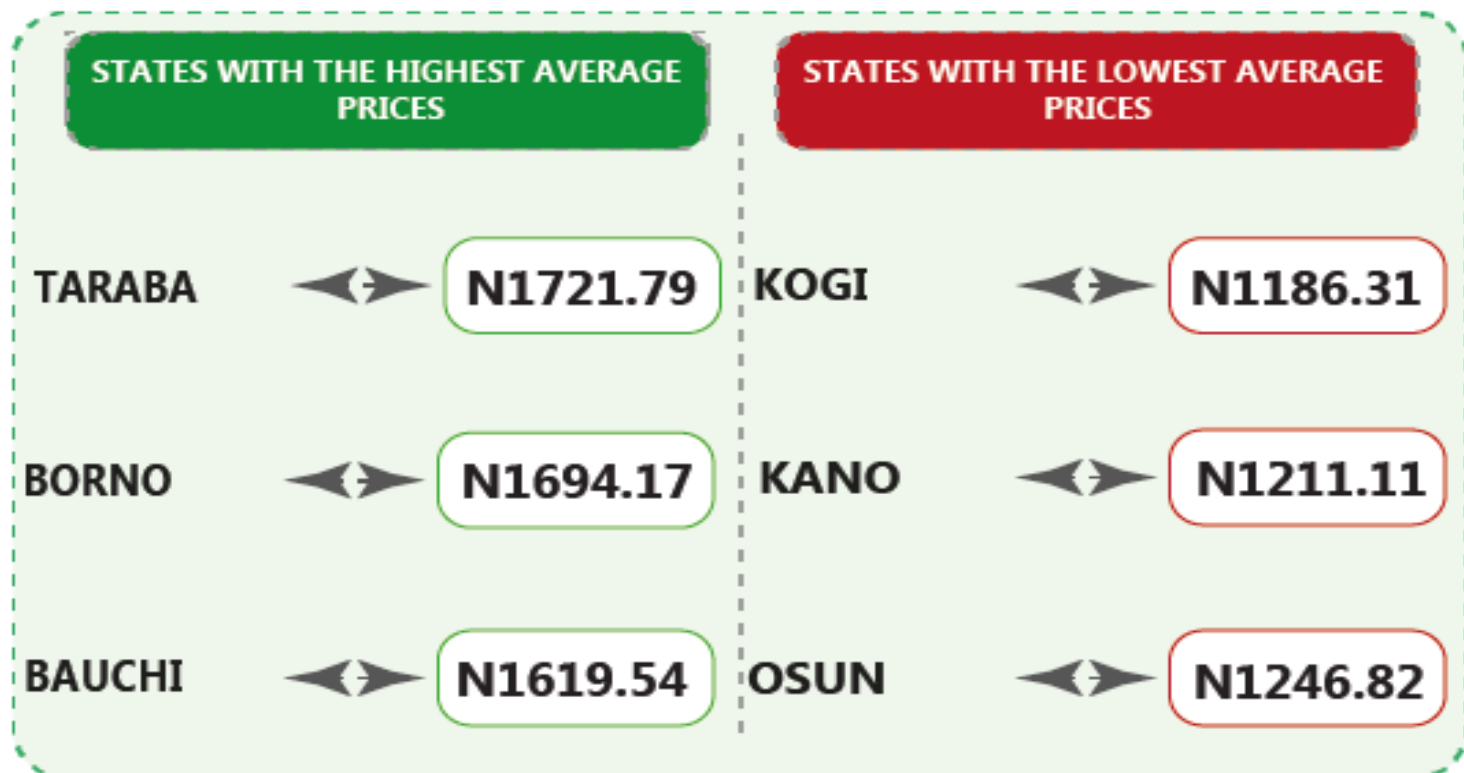 STATES WITH THE HIGHEST AVERAGE
PRICES
TARABA N1721.79
BORNO N1694.17
BAUCHI N1619.54
STATES WITH THE LOWEST AVERAGE
PRICES
KOGI N1186.31
KANO N1211.11
OSUN N1246.82